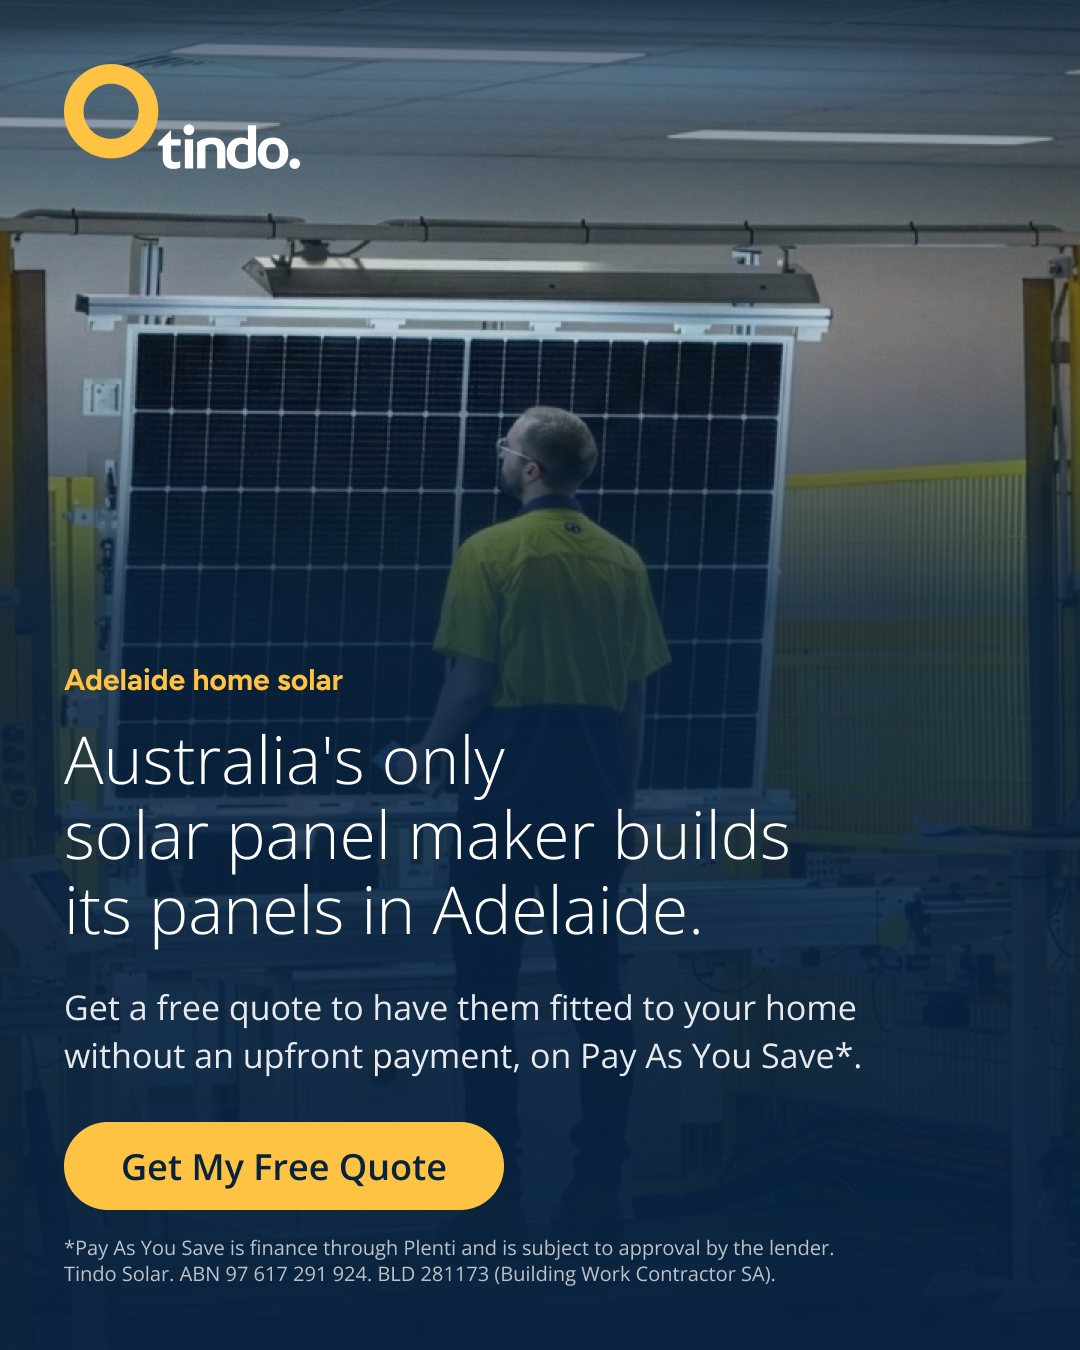 tindo.
Adelaide home solar
Australia's only
solar panel maker builds
its panels in Adelaide.
Get a free quote to have them fitted to your home
without an upfront payment, on Pay As You Save*.
Get My Free Quote
*Pay As You Save is finance through Plenti and is subject to approval by the lender.
Tindo Solar. ABN 97 617 291 924. BLD 281173 (Building Work Contractor SA).